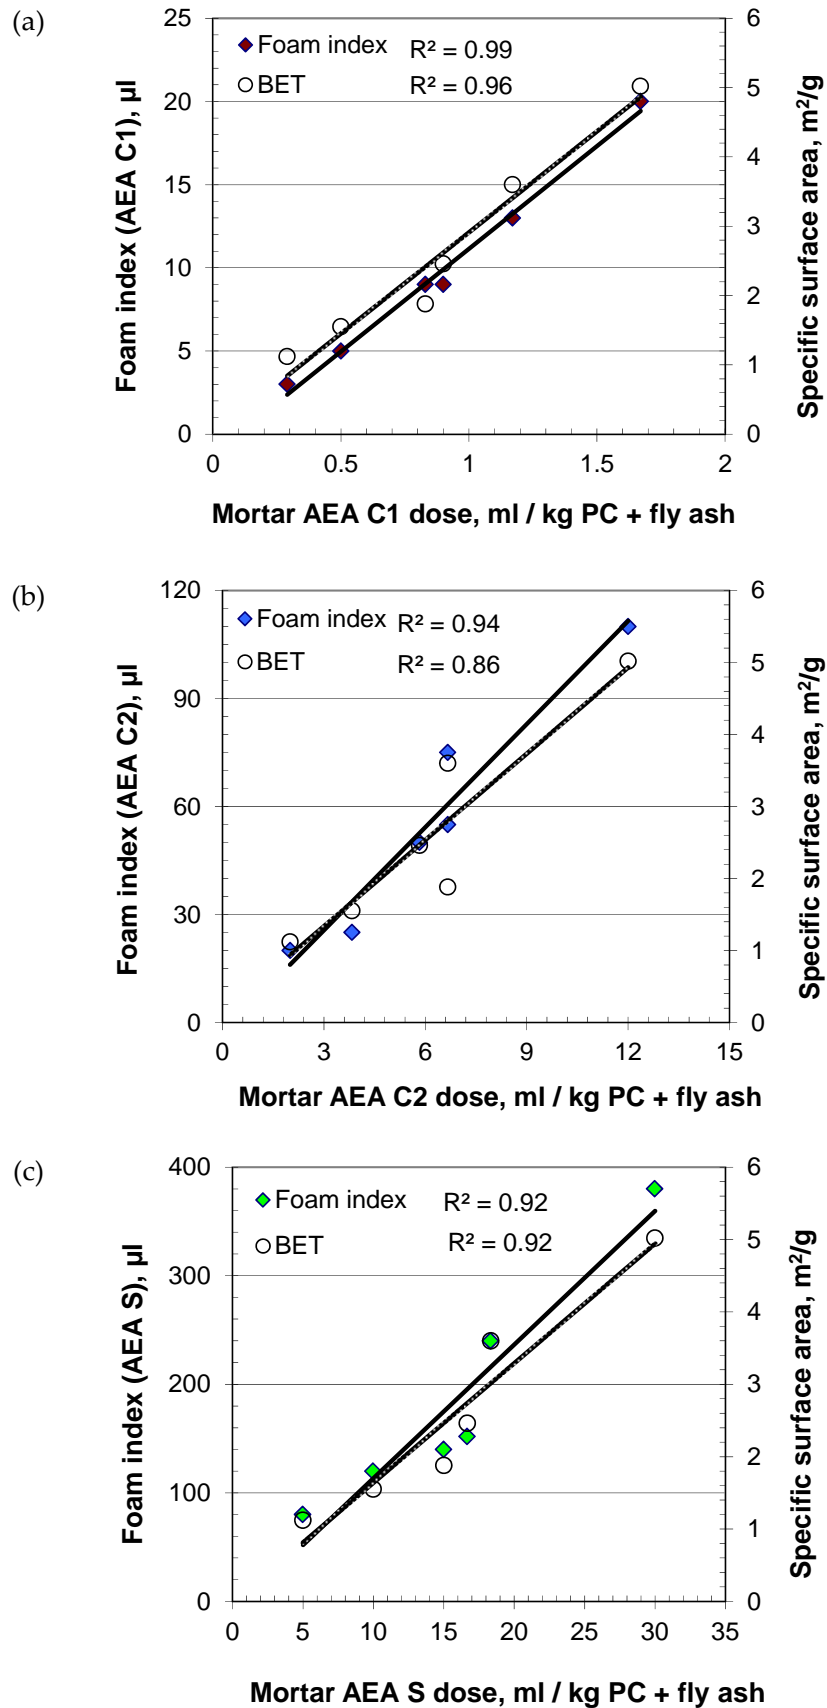 (a)
25
20
15
10
5
0
Foam index (AEA C1), µl
Foam index R² = 0.99
BET R² = 0.96
6
5
4
3
2
1
0
Specific surface area, m²/g
0 0.5 1 1.5 2
Mortar AEA C1 dose, ml / kg PC + fly ash
(b)
120
90
60
30
0
Foam index (AEA C2), µl
Foam index R² = 0.94
BET R² = 0.86
6
5
4
3
2
1
0
Specific surface area, m²/g
0 3 6 9 12 15
Mortar AEA C2 dose, ml / kg PC + fly ash
(c)
400
300
200
100
0
Foam index (AEA S), µl
Foam index R² = 0.92
BET R² = 0.92
6
5
4
3
2
1
0
Specific surface area, m²/g
0 5 10 15 20 25 30 35
Mortar AEA S dose, ml / kg PC + fly ash